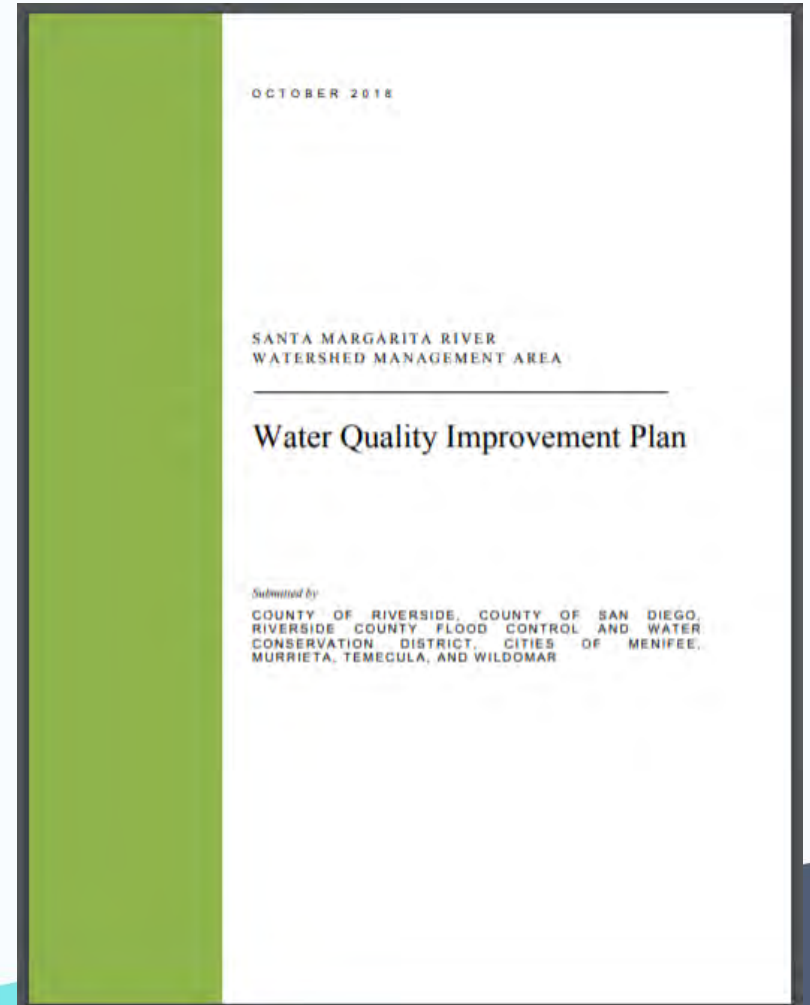 OCTOBER 2018
SANTA MARGARITA RIVER
WATERSHED MANAGEMENT AREA
Water Quality Improvement Plan
Submitted by
COUNTY OF RIVERSIDE, COUNTY OF SAN DIEGO,
RIVERSIDE COUNTY FLOOD CONTROL AND WATER
CONSERVATION DISTRICT, CITIES OF MENIFEE,
MURRIETA, TEMECULA, AND WILDOMAR